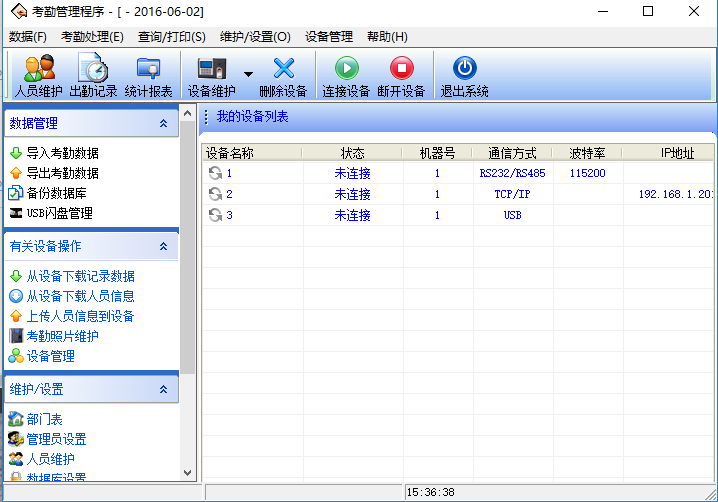 考勤管理程序 - [ - 2016-06-02]
数据(F) 考勤处理(E) 查询/打印(S) 维护/设置(O) 设备管理 帮助(H)
人员维护 出勤记录 统计报表 设备维护 删除设备 连接设备 断开设备 退出系统
数据管理
导入考勤数据
导出考勤数据
备份数据库
USB闪盘管理
有关设备操作
从设备下载记录数据
从设备下载人员信息
上传人员信息到设备
考勤照片维护
设备管理
维护/设置
部门表
管理员设置
人员维护
数据库设置
我的设备列表
设备名称 状态 机器号 通信方式 波特率 IP地址
1 未连接 1 RS232/RS485 115200
2 未连接 1 TCP/IP 192.168.1.201
3 未连接 1 USB
15:36:38